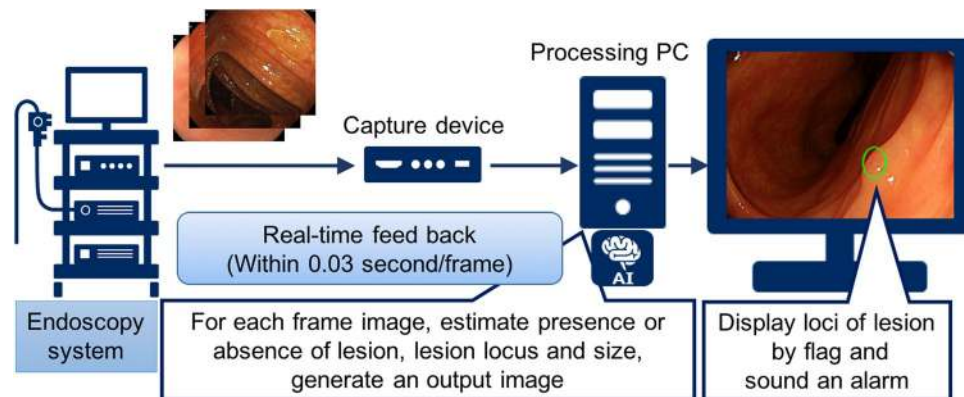 Processing PC
Capture device
Real-time feed back
(Within 0.03 second/frame)
AI
Endoscopy
system
For each frame image, estimate presence or
absence of lesion, lesion locus and size,
generate an output image
Display loci of lesion
by flag and
sound an alarm